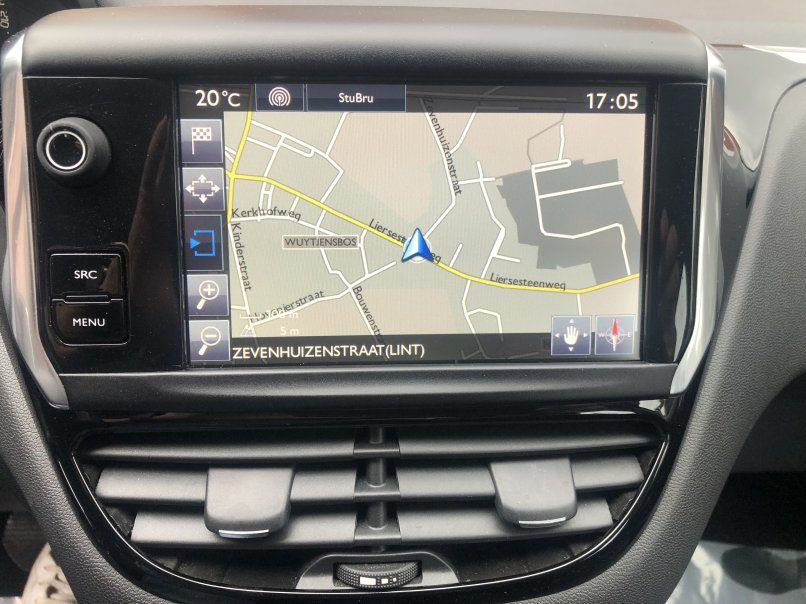 20°C
StuBru
17:05
Zevenhuizenstraat
Kerkhofweg
Kinderstraat
WUYTJENSBOS
Liersesteenweg
Liersesteenweg
Bouwenstraat
5 m
ZEVENHUIZENSTRAAT(LINT)
SRC
MENU
W
E